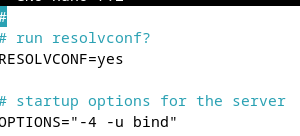 #
# run resolvconf?
RESOLVCONF=yes
# startup options for the server
OPTIONS="-4 -u bind"